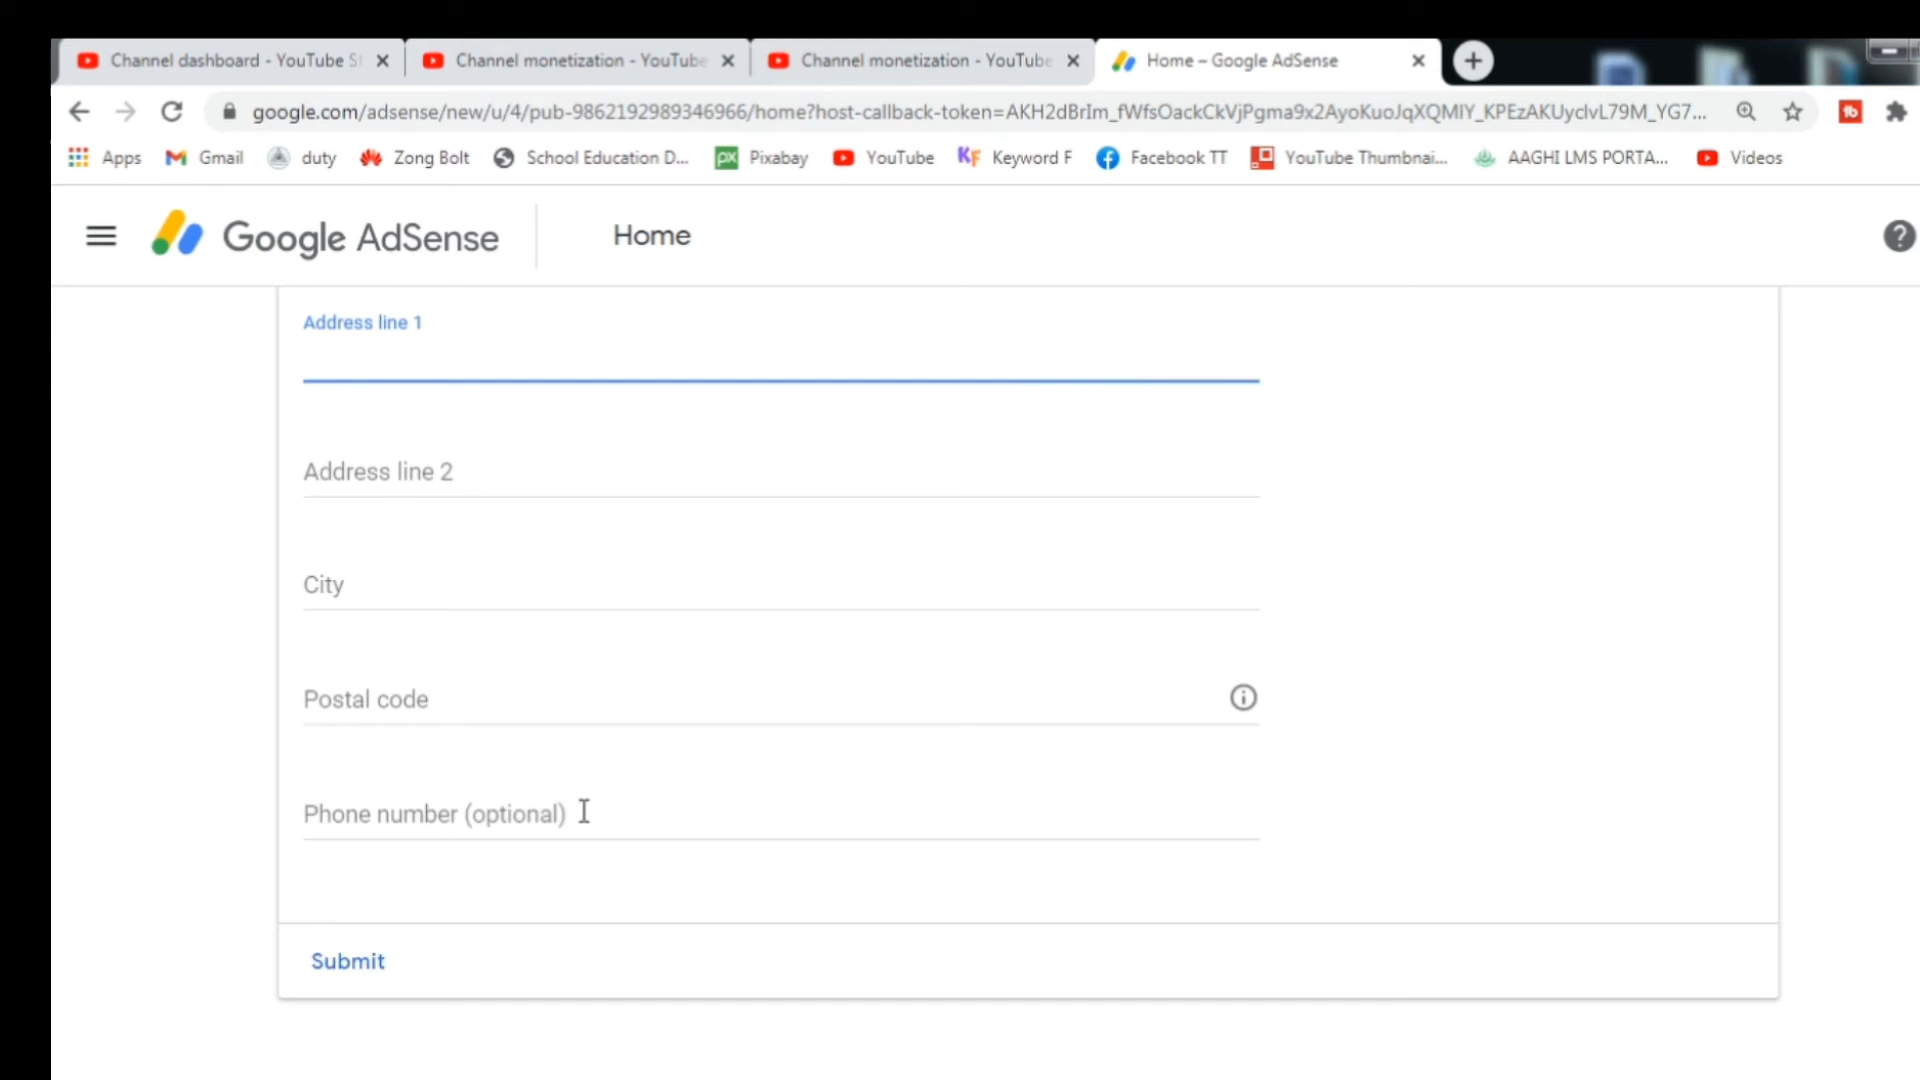 Channel dashboard - YouTube St
Channel monetization - YouTube
Channel monetization - YouTube
Home – Google AdSense
google.com/adsense/new/u/4/pub-9862192989346966/home?host-callback-token=AKH2dBrIm_fWfsOackCkVjPgma9x2AyoKuoJqXQMIY_KPEzAKUycIvL79M_YG7...
Apps
Gmail
duty
Zong Bolt
School Education D...
Pixabay
YouTube
Keyword F
Facebook TT
YouTube Thumbnai...
AAGHI LMS PORTA...
Videos
Google AdSense
Home
Address line 1
Address line 2
City
Postal code
Phone number (optional)
Submit